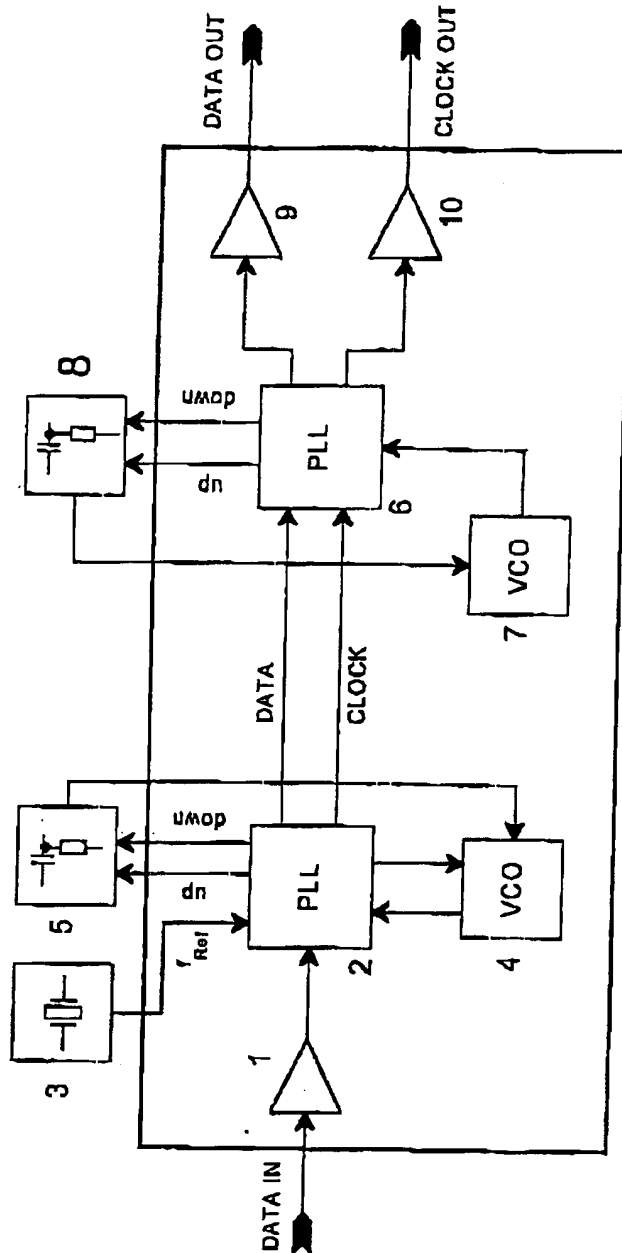 DATA IN
1
3
f Ref
5
up
down
PLL
2
VCO
4
DATA
CLOCK
8
up
down
PLL
6
VCO
7
9
10
DATA OUT
CLOCK OUT